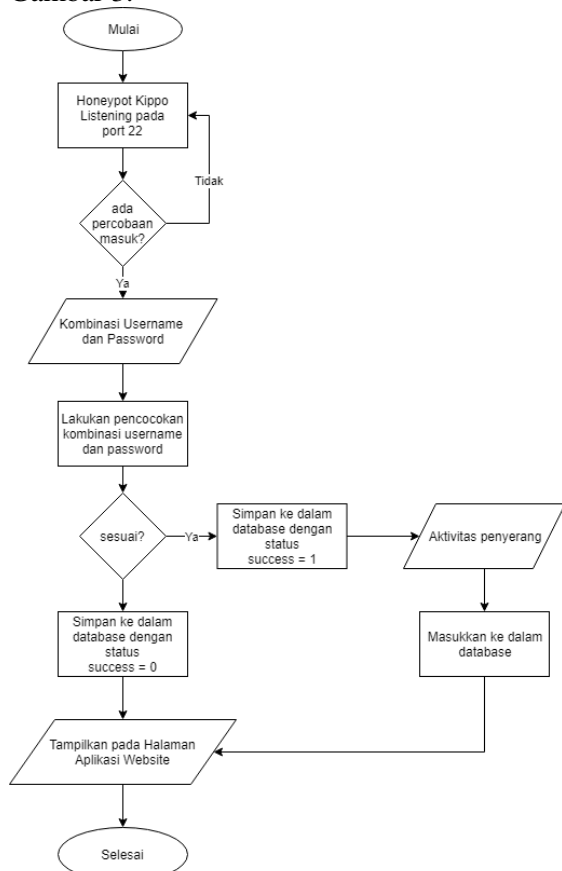 Gambar 3.
Mulai
Honeypot Kippo
Listening pada
port 22
Tidak
ada
percobaan
masuk?
Ya
Kombinasi Username
dan Password
Lakukan pencocokan
kombinasi username
dan password
sesuai?
Ya
Simpan ke dalam
database dengan
status
success = 1
Aktivitas penyerang
Simpan ke dalam
database dengan
status
success = 0
Masukkan ke dalam
database
Tampilkan pada Halaman
Aplikasi Website
Selesai